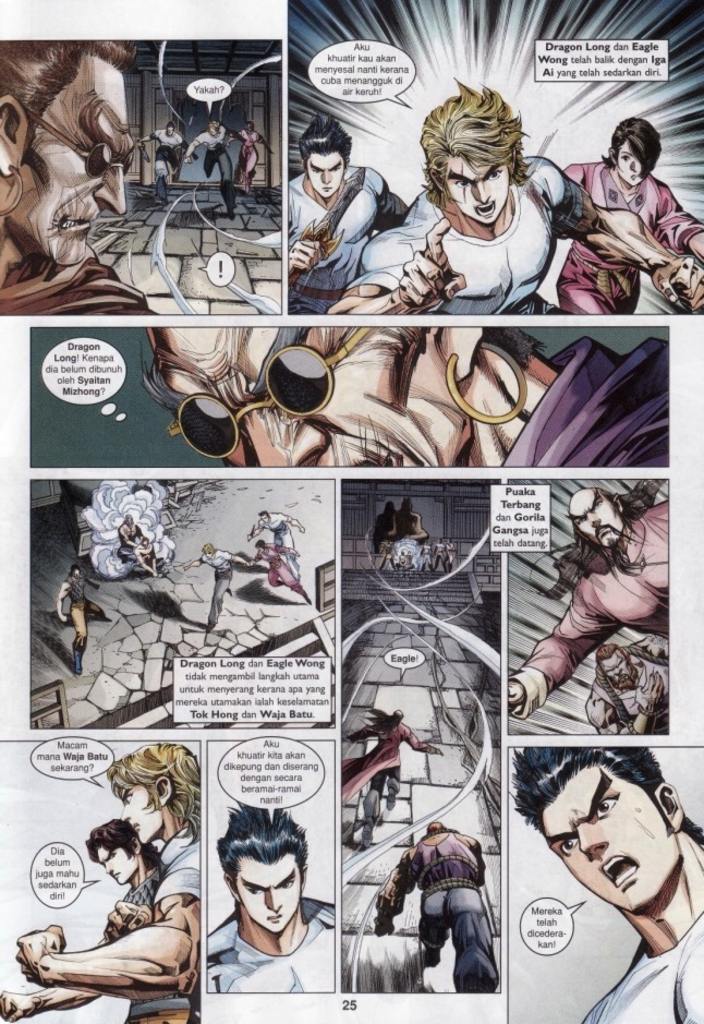 Yakah?
!
Aku
khuatir kau akan
menyesal nanti kerana
cuba menangguk di
air keruh!
Dragon Long dan Eagle
Wong telah balik dengan Iga
Ai yang telah sedarkan diri.
Dragon
Long! Kenapa
dia belum dibunuh
oleh Syaitan
Mizhong?
Dragon Long dan Eagle Wong
tidak mengambil langkah utama
untuk menyerang kerana apa yang
mereka utamakan ialah keselamatan
Tok Hong dan Waja Batu.
Eagle!
Puaka
Terbang
dan Gorila
Gangsa juga
telah datang.
Macam
mana Waja Batu
sekarang?
Dia
belum
juga mahu
sedarkan
diri!
Aku
khuatir kita akan
dikepung dan diserang
dengan secara
beramai-ramai
nanti!
Mereka
telah
dicedera-
kan!
25